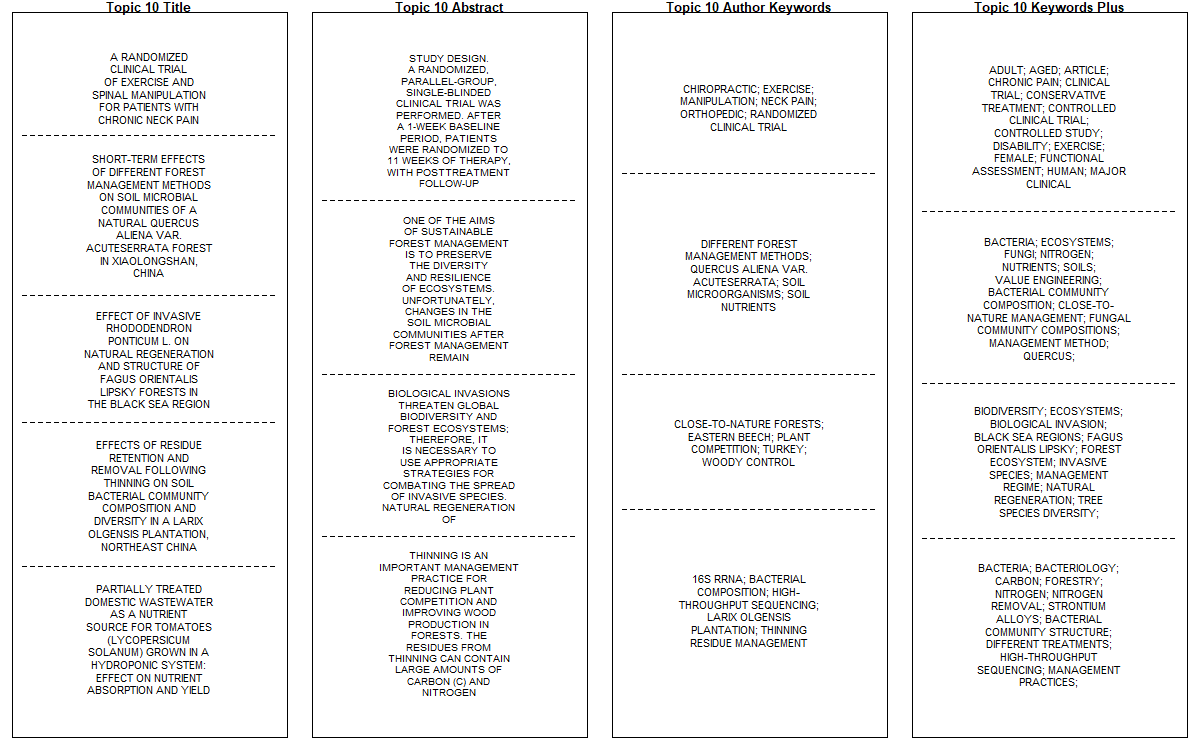 Topic 10 Title
A RANDOMIZED
CLINICAL TRIAL
OF EXERCISE AND
SPINAL MANIPULATION
FOR PATIENTS WITH
CHRONIC NECK PAIN
SHORT-TERM EFFECTS
OF DIFFERENT FOREST
MANAGEMENT METHODS
ON SOIL MICROBIAL
COMMUNITIES OF A
NATURAL QUERCUS
ALIENA VAR.
ACUTESERRATA FOREST
IN XIAOLONGSHAN,
CHINA
EFFECT OF INVASIVE
RHODODENDRON
PONTICUM L. ON
NATURAL REGENERATION
AND STRUCTURE OF
FAGUS ORIENTALIS
LIPSKY FORESTS IN
THE BLACK SEA REGION
EFFECTS OF RESIDUE
RETENTION AND
REMOVAL FOLLOWING
THINNING ON SOIL
BACTERIAL COMMUNITY
COMPOSITION AND
DIVERSITY IN A LARIX
OLGENSIS PLANTATION,
NORTHEAST CHINA
PARTIALLY TREATED
DOMESTIC WASTEWATER
AS A NUTRIENT
SOURCE FOR TOMATOES
(LYCOPERSICUM
SOLANUM) GROWN IN A
HYDROPONIC SYSTEM:
EFFECT ON NUTRIENT
ABSORPTION AND YIELD
Topic 10 Abstract
STUDY DESIGN.
A RANDOMIZED,
PARALLEL-GROUP,
SINGLE-BLINDED
CLINICAL TRIAL WAS
PERFORMED. AFTER
A 1-WEEK BASELINE
PERIOD, PATIENTS
WERE RANDOMIZED TO
11 WEEKS OF THERAPY,
WITH POSTTREATMENT
FOLLOW-UP
ONE OF THE AIMS
OF SUSTAINABLE
FOREST MANAGEMENT
IS TO PRESERVE
THE DIVERSITY
AND RESILIENCE
OF ECOSYSTEMS.
UNFORTUNATELY,
CHANGES IN THE
SOIL MICROBIAL
COMMUNITIES AFTER
FOREST MANAGEMENT
REMAIN
BIOLOGICAL INVASIONS
THREATEN GLOBAL
BIODIVERSITY AND
FOREST ECOSYSTEMS;
THEREFORE, IT
IS NECESSARY TO
USE APPROPRIATE
STRATEGIES FOR
COMBATING THE SPREAD
OF INVASIVE SPECIES.
NATURAL REGENERATION
OF
THINNING IS AN
IMPORTANT MANAGEMENT
PRACTICE FOR
REDUCING PLANT
COMPETITION AND
IMPROVING WOOD
PRODUCTION IN
FORESTS. THE
RESIDUES FROM
THINNING CAN CONTAIN
LARGE AMOUNTS OF
CARBON (C) AND
NITROGEN
Topic 10 Author Keywords
CHIROPRACTIC; EXERCISE;
MANIPULATION; NECK PAIN;
ORTHOPEDIC; RANDOMIZED
CLINICAL TRIAL
DIFFERENT FOREST
MANAGEMENT METHODS;
QUERCUS ALIENA VAR.
ACUTESERRATA; SOIL
MICROORGANISMS; SOIL
NUTRIENTS
CLOSE-TO-NATURE FORESTS;
EASTERN BEECH; PLANT
COMPETITION; TURKEY;
WOODY CONTROL
16S RRNA; BACTERIAL
COMPOSITION; HIGH-
THROUGHPUT SEQUENCING;
LARIX OLGENSIS
PLANTATION; THINNING
RESIDUE MANAGEMENT
Topic 10 Keywords Plus
ADULT; AGED; ARTICLE;
CHRONIC PAIN; CLINICAL
TRIAL; CONSERVATIVE
TREATMENT; CONTROLLED
CLINICAL TRIAL;
CONTROLLED STUDY;
DISABILITY; EXERCISE;
FEMALE; FUNCTIONAL
ASSESSMENT; HUMAN; MAJOR
CLINICAL
BACTERIA; ECOSYSTEMS;
FUNGI; NITROGEN;
NUTRIENTS; SOILS;
VALUE ENGINEERING;
BACTERIAL COMMUNITY
COMPOSITION; CLOSE-TO-
NATURE MANAGEMENT; FUNGAL
COMMUNITY COMPOSITIONS;
MANAGEMENT METHOD;
QUERCUS;
BIODIVERSITY; ECOSYSTEMS;
BIOLOGICAL INVASION;
BLACK SEA REGIONS; FAGUS
ORIENTALIS LIPSKY; FOREST
ECOSYSTEM; INVASIVE
SPECIES; MANAGEMENT
REGIME; NATURAL
REGENERATION; TREE
SPECIES DIVERSITY;
BACTERIA; BACTERIOLOGY;
CARBON; FORESTRY;
NITROGEN; NITROGEN
REMOVAL; STRONTIUM
ALLOYS; BACTERIAL
COMMUNITY STRUCTURE;
DIFFERENT TREATMENTS;
HIGH-THROUGHPUT
SEQUENCING; MANAGEMENT
PRACTICES;